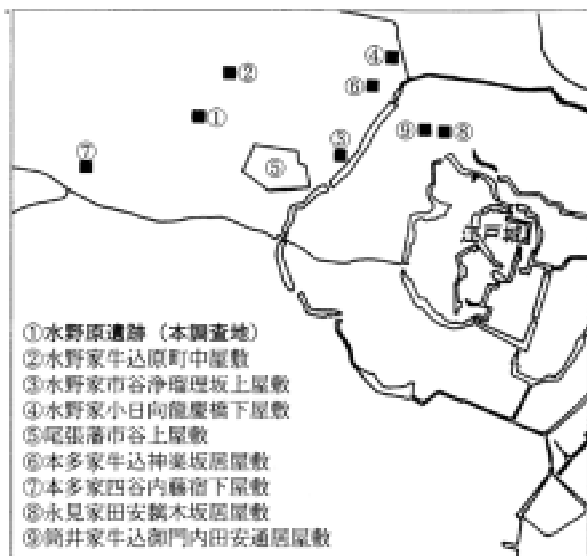 ④
②
⑥
①
⑨
⑧
③
⑤
⑦
江戸城
①水野原遺跡（本調査地）
②水野家牛込原町中屋敷
③水野家市谷浄瑠璃坂上屋敷
④水野家小日向龍慶橋下屋敷
⑤尾張藩市谷上屋敷
⑥本多家牛込神楽坂居屋敷
⑦本多家四谷内藤宿下屋敷
⑧永見家田安䅣木坂居屋敷
⑨筒井家牛込御門内田安通居屋敷